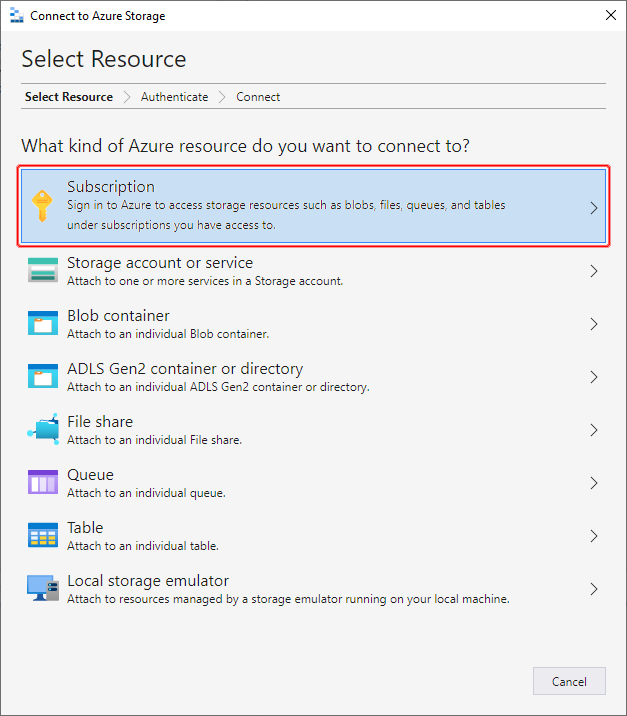 Connect to Azure Storage
Select Resource
Select Resource Authenticate Connect
What kind of Azure resource do you want to connect to?
Subscription
Sign in to Azure to access storage resources such as blobs, files, queues, and tables
under subscriptions you have access to.
Storage account or service
Attach to one or more services in a Storage account.
Blob container
Attach to an individual Blob container.
ADLS Gen2 container or directory
Attach to an individual ADLS Gen2 container or directory.
File share
Attach to an individual File share.
Queue
Attach to an individual queue.
Table
Attach to an individual table.
Local storage emulator
Attach to resources managed by a storage emulator running on your local machine.
Cancel